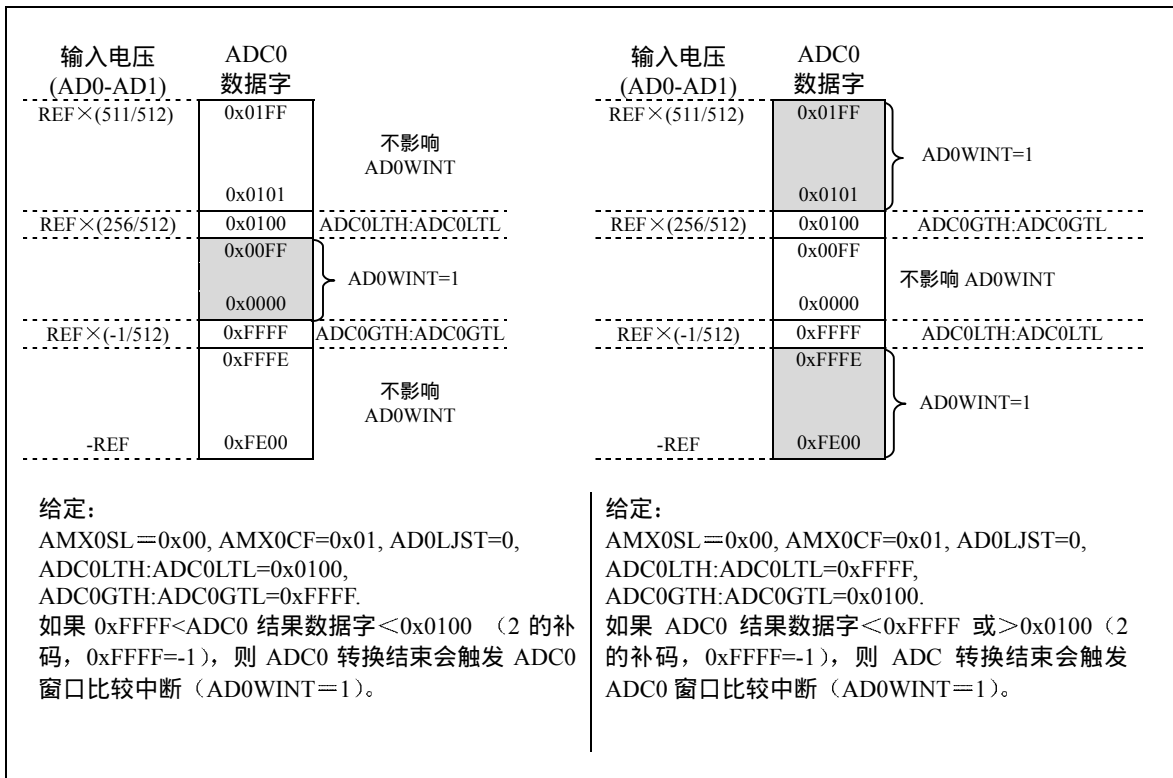 输入电压
(AD0-AD1)
ADC0
数据字
REF×(511/512)
0x01FF
不影响
AD0WINT
0x0101
REF×(256/512)
0x0100
ADC0LTH:ADC0LTL
0x00FF
AD0WINT=1
0x0000
REF×(-1/512)
0xFFFF
ADC0GTH:ADC0GTL
0xFFFE
不影响
AD0WINT
-REF
0xFE00
给定:
AMX0SL=0x00, AMX0CF=0x01, AD0LJST=0,
ADC0LTH:ADC0LTL=0x0100,
ADC0GTH:ADC0GTL=0xFFFF.
如果 0xFFFF<ADC0 结果数据字<0x0100 (2 的补
码,0xFFFF=-1),则 ADC0 转换结束会触发 ADC0
窗口比较中断(AD0WINT=1)。
输入电压
(AD0-AD1)
ADC0
数据字
REF×(511/512)
0x01FF
AD0WINT=1
0x0101
REF×(256/512)
0x0100
ADC0GTH:ADC0GTL
0x00FF
不影响 AD0WINT
0x0000
REF×(-1/512)
0xFFFF
ADC0LTH:ADC0LTL
0xFFFE
AD0WINT=1
-REF
0xFE00
给定:
AMX0SL=0x00, AMX0CF=0x01, AD0LJST=0,
ADC0LTH:ADC0LTL=0xFFFF,
ADC0GTH:ADC0GTL=0x0100.
如果 ADC0 结果数据字<0xFFFF 或>0x0100(2
的补码,0xFFFF=-1),则 ADC 转换结束会触发
ADC0 窗口比较中断(AD0WINT=1)。